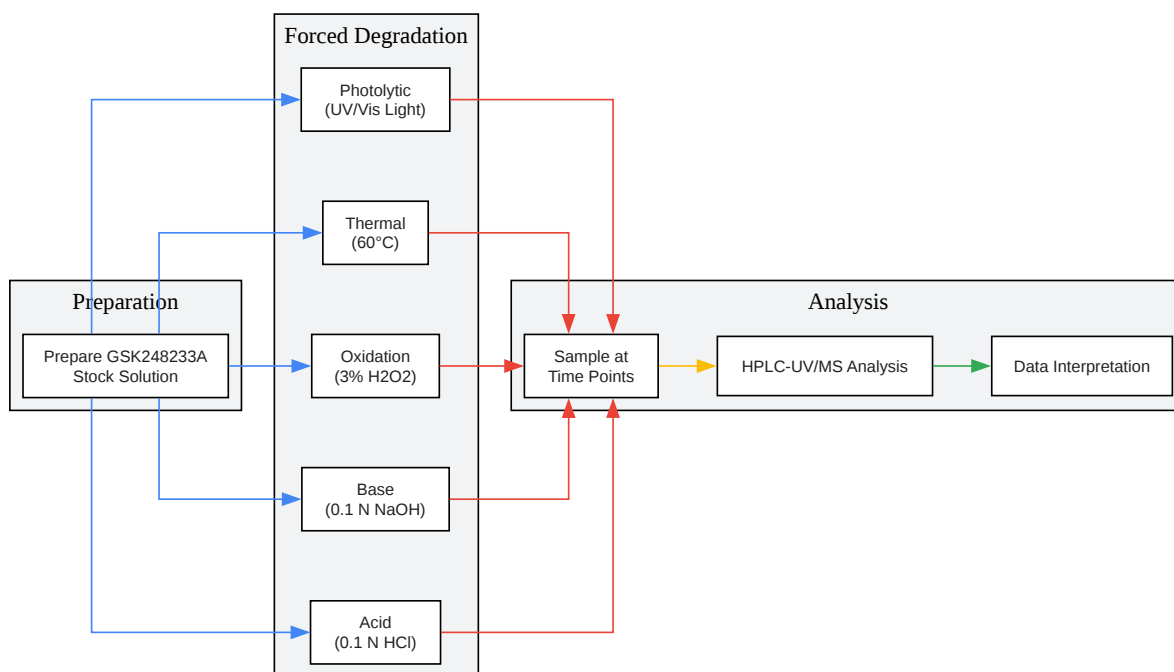 Forced Degradation
Photolytic
(UV/Vis Light)
Thermal
(60°C)
Preparation
Prepare GSK248233A
Stock Solution
Oxidation
(3% H2O2)
Base
(0.1 N NaOH)
Acid
(0.1 N HCl)
Analysis
Sample at
Time Points
HPLC-UV/MS Analysis
Data Interpretation